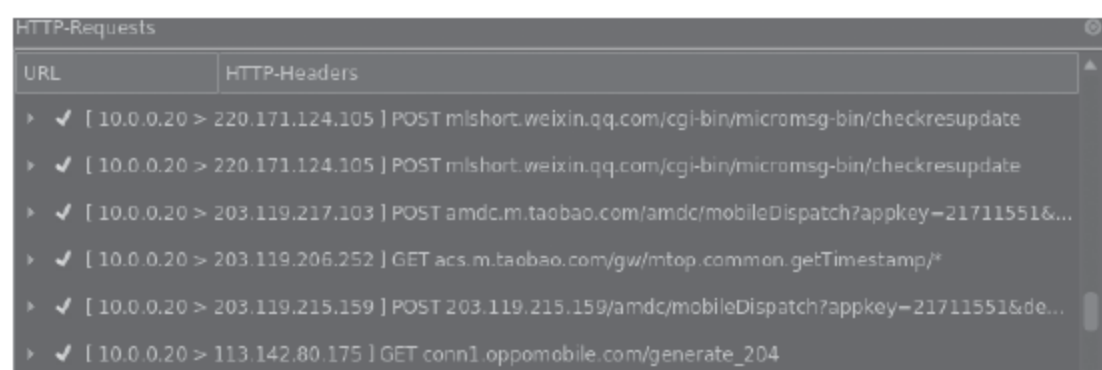 HTTP-Requests
URL HTTP-Headers
[ 10.0.0.20 > 220.171.124.105 ] POST mlshort.weixin.qq.com/cgi-bin/micromsg-bin/checkresupdate
[ 10.0.0.20 > 220.171.124.105 ] POST mlshort.weixin.qq.com/cgi-bin/micromsg-bin/checkresupdate
[ 10.0.0.20 > 203.119.217.103 ] POST amdc.m.taobao.com/amdc/mobileDispatch?appkey=21711551&...
[ 10.0.0.20 > 203.119.206.252 ] GET acs.m.taobao.com/gw/mtop.common.getTimestamp/*
[ 10.0.0.20 > 203.119.215.159 ] POST 203.119.215.159/amdc/mobileDispatch?appkey=21711551&de...
[ 10.0.0.20 > 113.142.80.175 ] GET conn1.oppomobile.com/generate_204